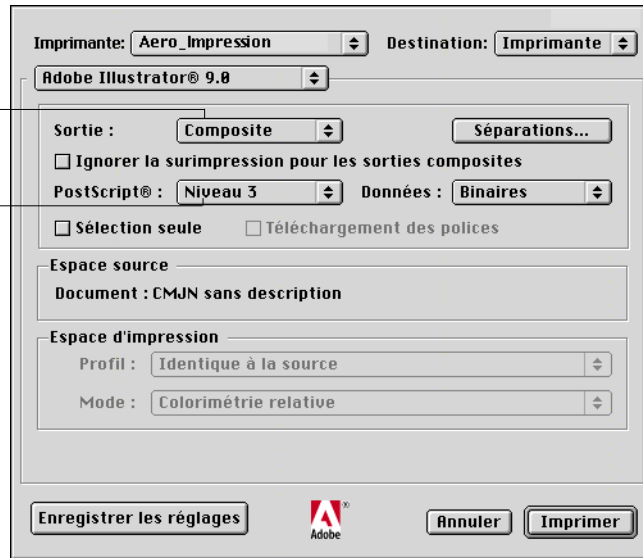 Imprimante: Aero_Impression Destination: Imprimante
Adobe Illustrator® 9.0
Sortie : Composite Séparations...
Ignorer la surimpression pour les sorties composites
PostScript® : Niveau 3 Données : Binaires
Sélection seule Téléchargement des polices
Espace source
Document : CMJN sans description
Espace d'impression
Profil : Identique à la source
Mode : Colorimétrie relative
Enregistrer les réglages Adobe ® Annuler Imprimer